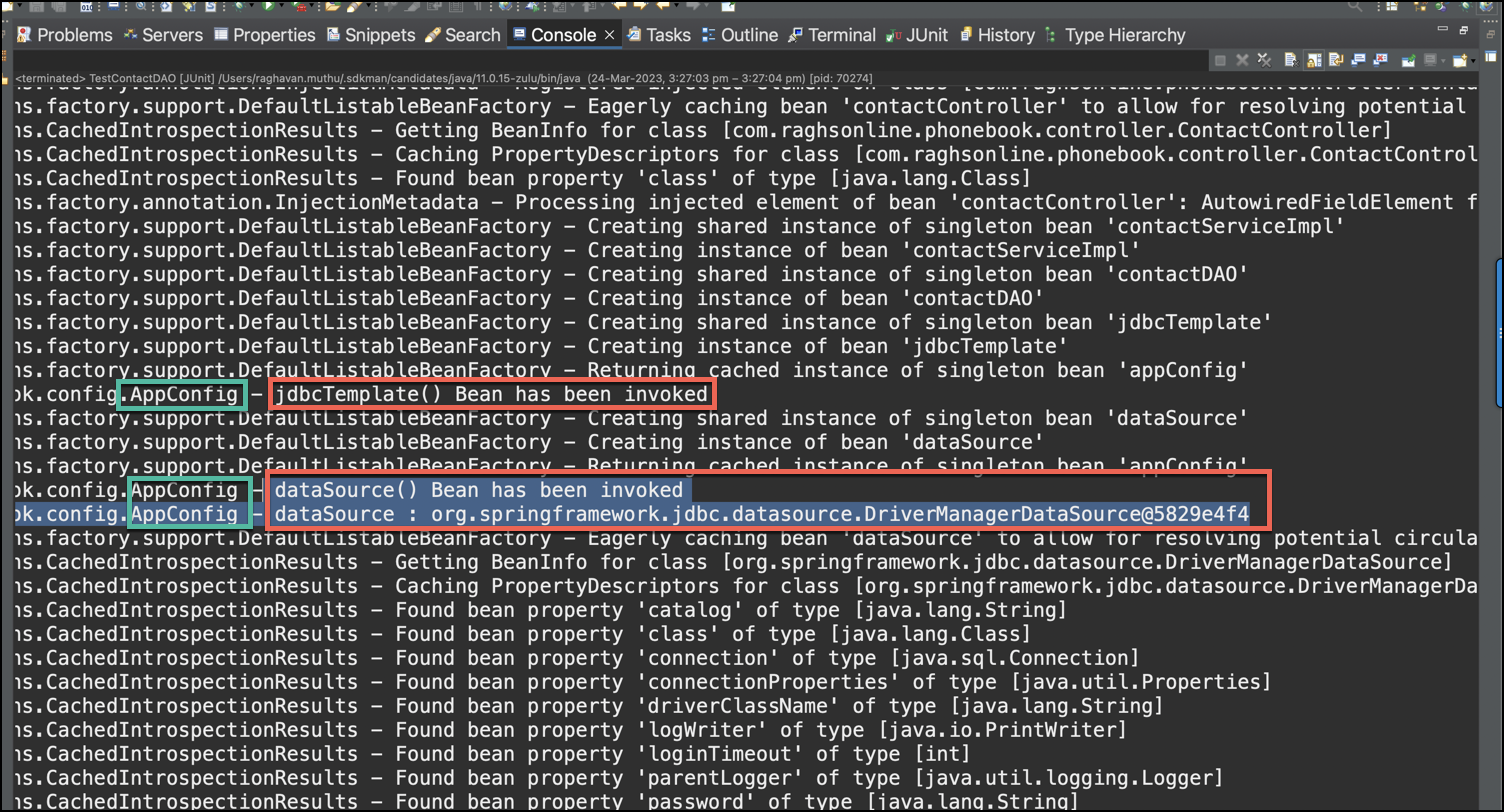 Problems Servers Properties Snippets Search Console Tasks Outline Terminal JUnit History Type Hierarchy
<terminated> TestContactDAO [JUnit] /Users/raghavan.muthu/.sdkman/candidates/java/11.0.15-zulu/bin/java (24-Mar-2023, 3:27:03 pm – 3:27:04 pm) [pid: 70274]
ns.factory.annotation.InjectionMetadata - Registered injected element on class [com.raghsonline.phonebook.controller.Conta
ns.factory.support.DefaultListableBeanFactory - Eagerly caching bean 'contactController' to allow for resolving potential
ns.CachedIntrospectionResults - Getting BeanInfo for class [com.raghsonline.phonebook.controller.ContactController]
ns.CachedIntrospectionResults - Caching PropertyDescriptors for class [com.raghsonline.phonebook.controller.ContactControl
ns.CachedIntrospectionResults - Found bean property 'class' of type [java.lang.Class]
ns.factory.annotation.InjectionMetadata - Processing injected element of bean 'contactController': AutowiredFieldElement f
ns.factory.support.DefaultListableBeanFactory - Creating shared instance of singleton bean 'contactServiceImpl'
ns.factory.support.DefaultListableBeanFactory - Creating instance of bean 'contactServiceImpl'
ns.factory.support.DefaultListableBeanFactory - Creating shared instance of singleton bean 'contactDAO'
ns.factory.support.DefaultListableBeanFactory - Creating instance of bean 'contactDAO'
ns.factory.support.DefaultListableBeanFactory - Creating shared instance of singleton bean 'jdbcTemplate'
ns.factory.support.DefaultListableBeanFactory - Creating instance of bean 'jdbcTemplate'
ns.factory.support.DefaultListableBeanFactory - Returning cached instance of singleton bean 'appConfig'
ok.config.AppConfig - jdbcTemplate() Bean has been invoked
ns.factory.support.DefaultListableBeanFactory - Creating shared instance of singleton bean 'dataSource'
ns.factory.support.DefaultListableBeanFactory - Creating instance of bean 'dataSource'
ns.factory.support.DefaultListableBeanFactory - Returning cached instance of singleton bean 'appConfig'
ok.config.AppConfig - dataSource() Bean has been invoked
ok.config.AppConfig - dataSource : org.springframework.jdbc.datasource.DriverManagerDataSource@5829e4f4
ns.factory.support.DefaultListableBeanFactory - Eagerly caching bean 'dataSource' to allow for resolving potential circula
ns.CachedIntrospectionResults - Getting BeanInfo for class [org.springframework.jdbc.datasource.DriverManagerDataSource]
ns.CachedIntrospectionResults - Caching PropertyDescriptors for class [org.springframework.jdbc.datasource.DriverManagerDa
ns.CachedIntrospectionResults - Found bean property 'catalog' of type [java.lang.String]
ns.CachedIntrospectionResults - Found bean property 'class' of type [java.lang.Class]
ns.CachedIntrospectionResults - Found bean property 'connection' of type [java.sql.Connection]
ns.CachedIntrospectionResults - Found bean property 'connectionProperties' of type [java.util.Properties]
ns.CachedIntrospectionResults - Found bean property 'driverClassName' of type [java.lang.String]
ns.CachedIntrospectionResults - Found bean property 'logWriter' of type [java.io.PrintWriter]
ns.CachedIntrospectionResults - Found bean property 'loginTimeout' of type [int]
ns.CachedIntrospectionResults - Found bean property 'parentLogger' of type [java.util.logging.Logger]
ns.CachedIntrospectionResults - Found bean property 'password' of type [java.lang.String]